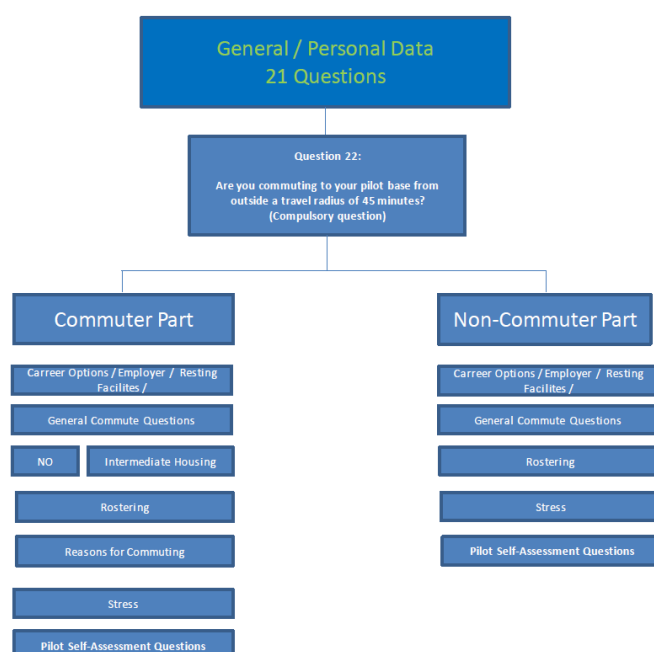 General / Personal Data
21 Questions
Question 22:
Are you commuting to your pilot base from
outside a travel radius of 45 minutes?
(Compulsory question)
Commuter Part
Carreer Options / Employer / Resting
Facilites /
General Commute Questions
NO
Intermediate Housing
Rostering
Reasons for Commuting
Stress
Pilot Self-Assessment Questions
Non-Commuter Part
Carreer Options / Employer / Resting
Facilites /
General Commute Questions
Rostering
Stress
Pilot Self-Assessment Questions